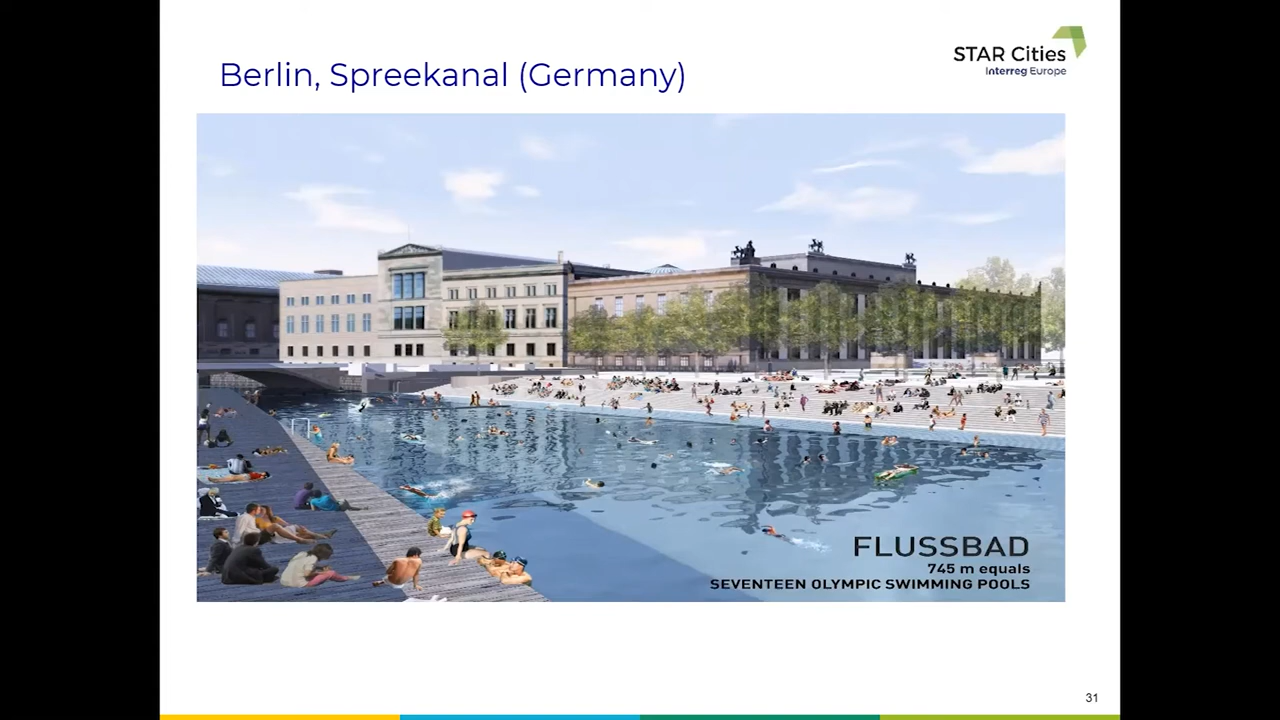 Berlin, Spreekanal (Germany)
STAR Cities
Interreg Europe
FLUSSBAD
745 m equals
SEVENTEEN OLYMPIC SWIMMING POOLS
31